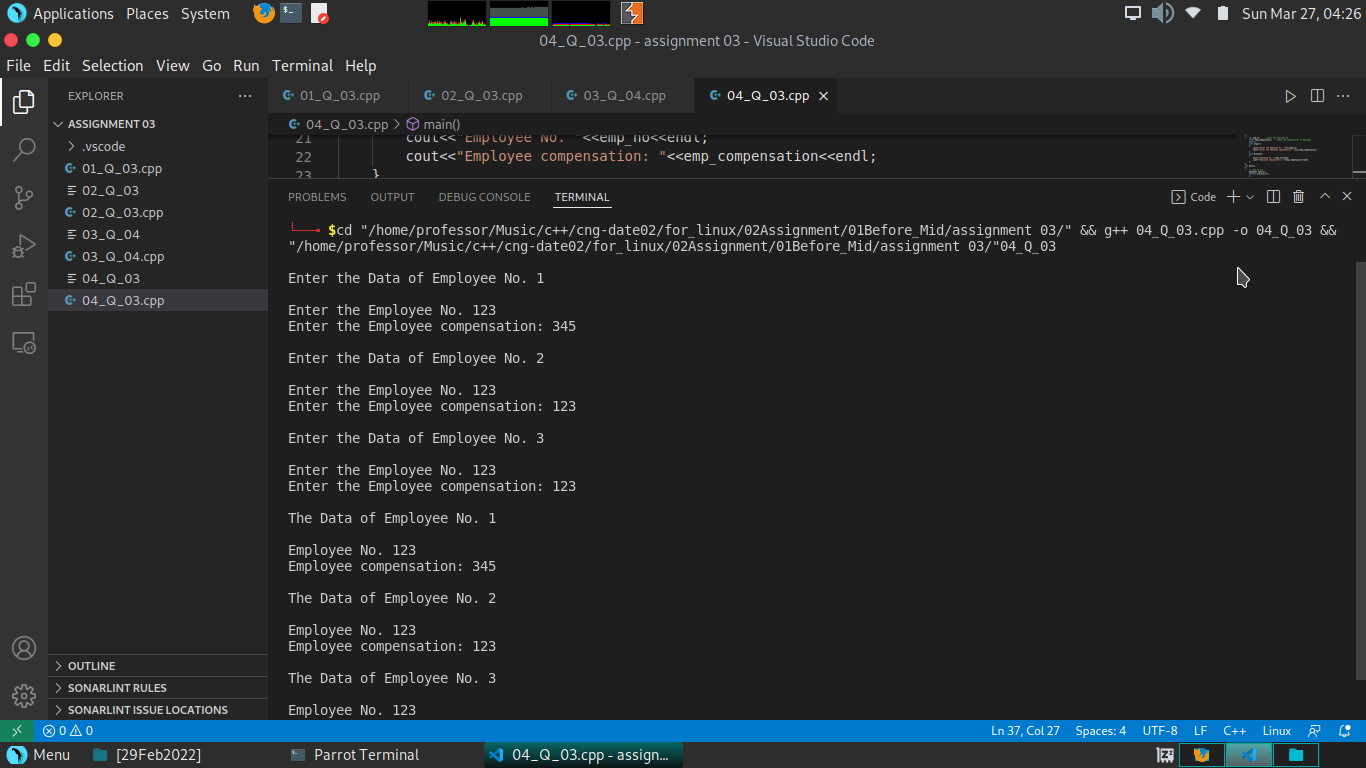 Applications Places System Sun Mar 27, 04:26
04_Q_03.cpp - assignment 03 - Visual Studio Code
File Edit Selection View Go Run Terminal Help
EXPLORER
ASSIGNMENT 03
.vscode
01_Q_03.cpp
02_Q_03
02_Q_03.cpp
03_Q_04
03_Q_04.cpp
04_Q_03
04_Q_03.cpp
OUTLINE
SONARLINT RULES
SONARLINT ISSUE LOCATIONS
01_Q_03.cpp 02_Q_03.cpp 03_Q_04.cpp 04_Q_03.cpp
04_Q_03.cpp > main()
21 cout<<"Employee No. "<<emp_no<<endl;
22 cout<<"Employee compensation: "<<emp_compensation<<endl;
23 }
PROBLEMS OUTPUT DEBUG CONSOLE TERMINAL Code
$cd "/home/professor/Music/c++/cng-date02/for_linux/02Assignment/01Before_Mid/assignment 03/" && g++ 04_Q_03.cpp -o 04_Q_03 &&
"/home/professor/Music/c++/cng-date02/for_linux/02Assignment/01Before_Mid/assignment 03/"04_Q_03
Enter the Data of Employee No. 1
Enter the Employee No. 123
Enter the Employee compensation: 345
Enter the Data of Employee No. 2
Enter the Employee No. 123
Enter the Employee compensation: 123
Enter the Data of Employee No. 3
Enter the Employee No. 123
Enter the Employee compensation: 123
The Data of Employee No. 1
Employee No. 123
Employee compensation: 345
The Data of Employee No. 2
Employee No. 123
Employee compensation: 123
The Data of Employee No. 3
Employee No. 123
0 0 Ln 37, Col 27 Spaces: 4 UTF-8 LF C++ Linux
Menu [29Feb2022] Parrot Terminal 04_Q_03.cpp - assign...